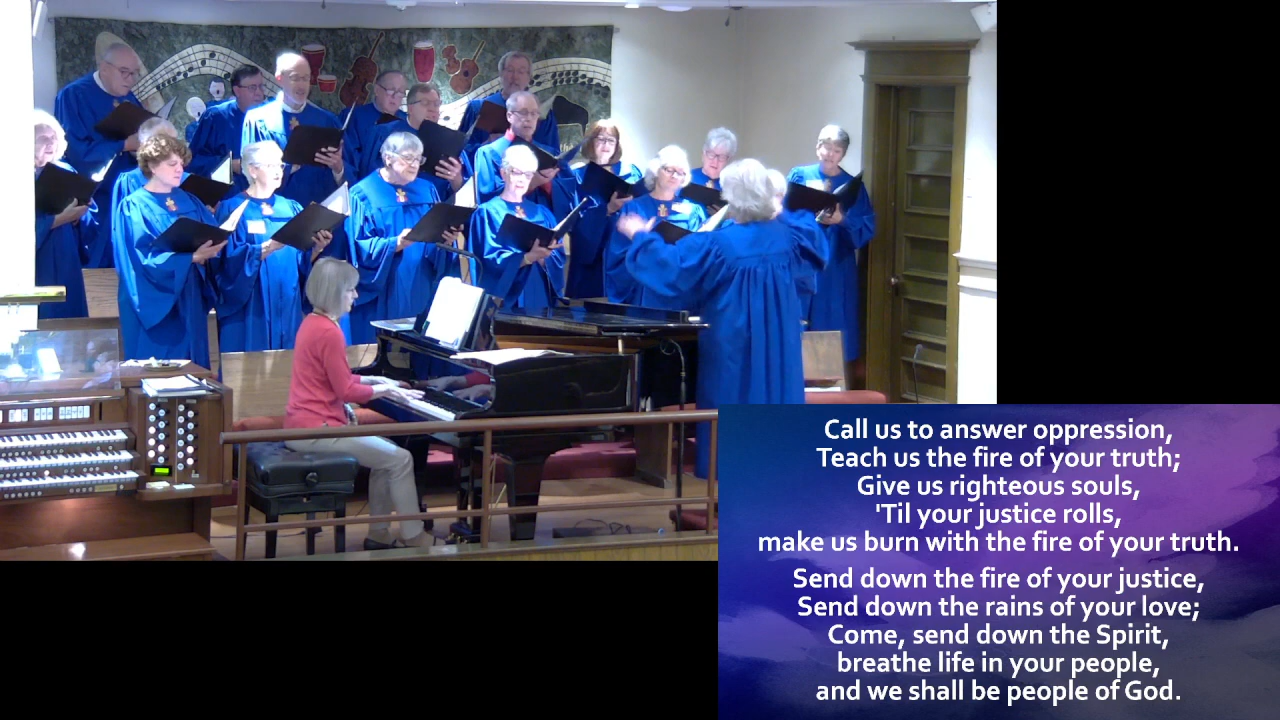 Call us to answer oppression,
Teach us the fire of your truth;
Give us righteous souls,
'Til your justice rolls,
make us burn with the fire of your truth.
Send down the fire of your justice,
Send down the rains of your love;
Come, send down the Spirit,
breathe life in your people,
and we shall be people of God.